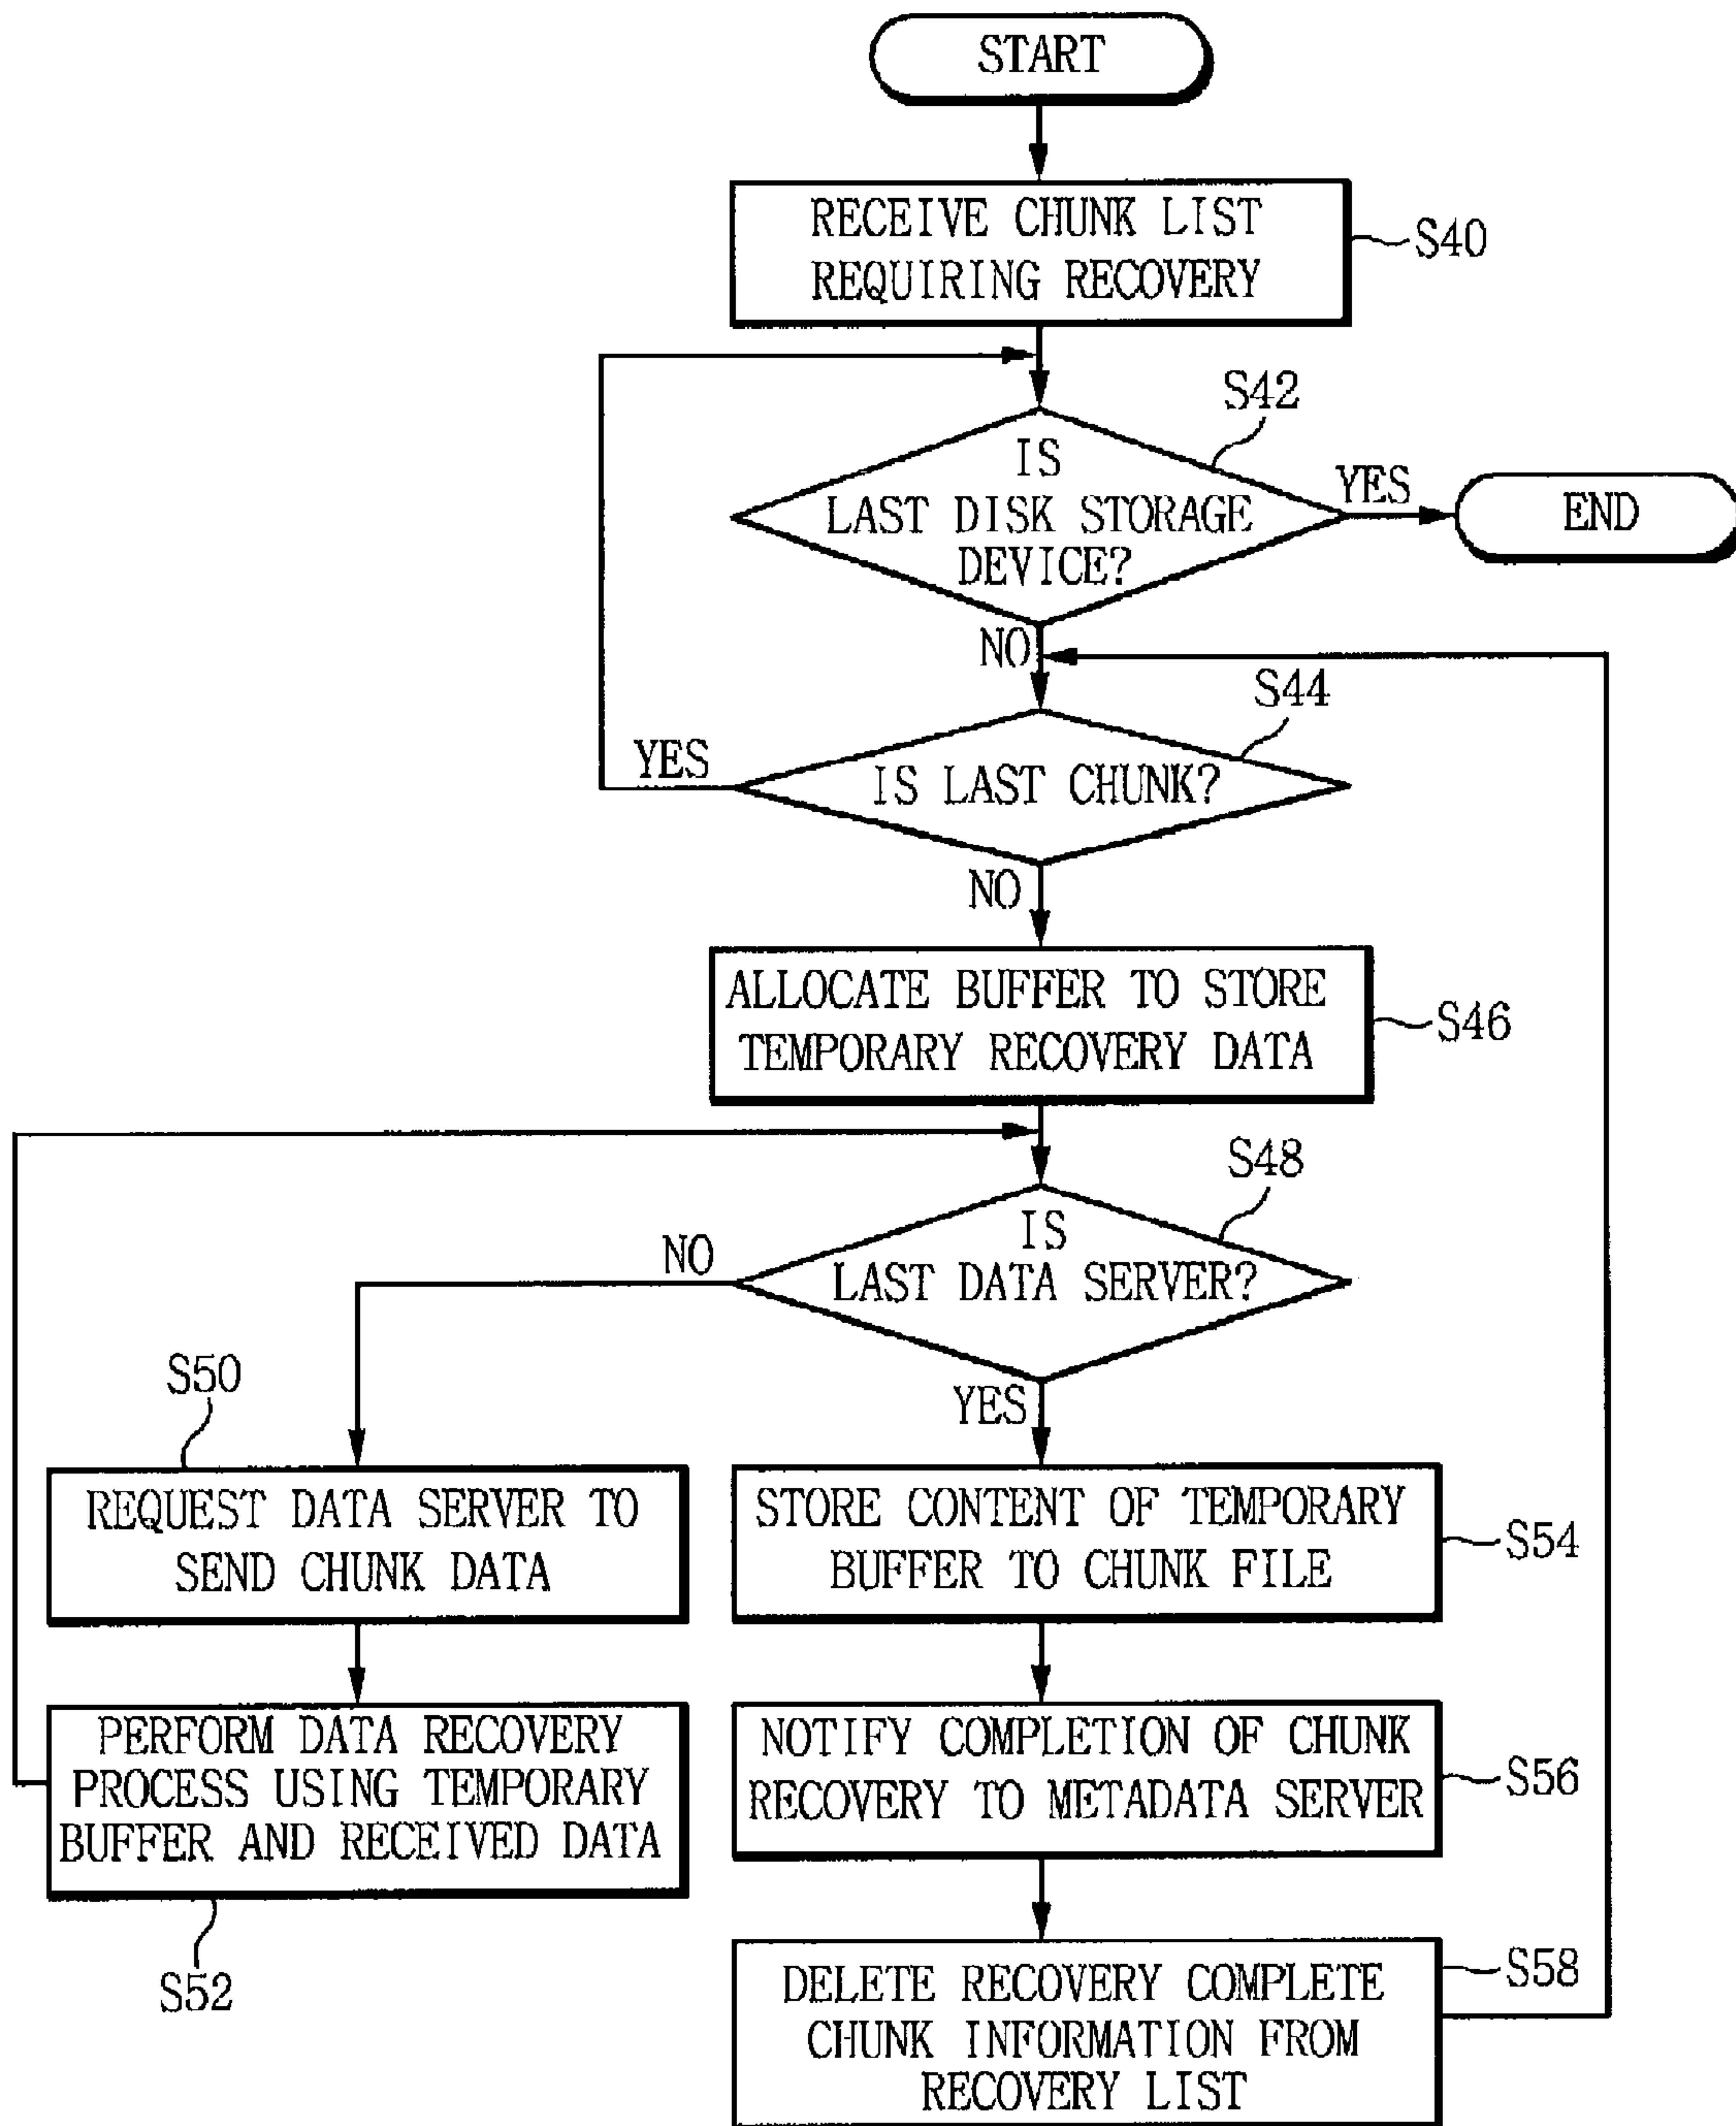 START
RECEIVE CHUNK LIST
REQUIRING RECOVERY
S40
S42
IS
LAST DISK STORAGE
DEVICE?
YES
END
NO
S44
YES
IS LAST CHUNK?
NO
ALLOCATE BUFFER TO STORE
TEMPORARY RECOVERY DATA
S46
S48
IS
LAST DATA SERVER?
NO
YES
S50
REQUEST DATA SERVER TO
SEND CHUNK DATA
STORE CONTENT OF TEMPORARY
BUFFER TO CHUNK FILE
S54
PERFORM DATA RECOVERY
PROCESS USING TEMPORARY
BUFFER AND RECEIVED DATA
S52
NOTIFY COMPLETION OF CHUNK
RECOVERY TO METADATA SERVER
S56
DELETE RECOVERY COMPLETE
CHUNK INFORMATION FROM
RECOVERY LIST
S58